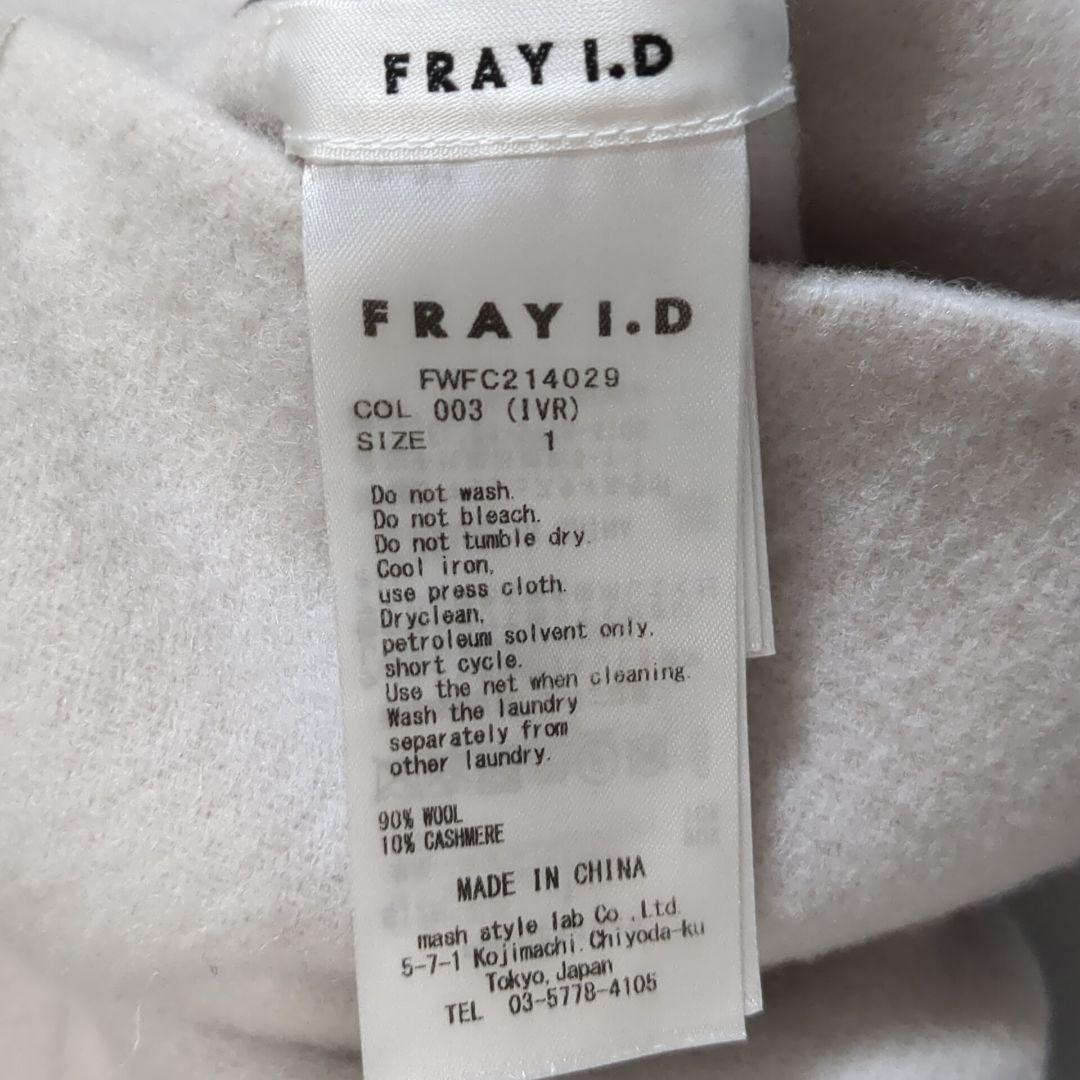 FRAY I.D
FRAY I.D
FWFC214029
COL 003 (IVR)
SIZE 1
Do not wash.
Do not bleach.
Do not tumble dry.
Cool iron,
use press cloth.
Dryclean,
petroleum solvent only,
short cycle.
Use the net when cleaning.
Wash the laundry
separately from
other laundry.
90% WOOL
10% CASHMERE
MADE IN CHINA
mash style lab Co.,Ltd.
5-7-1 Kojimachi.Chiyoda-ku
Tokyo, Japan
TEL 03-5778-4105